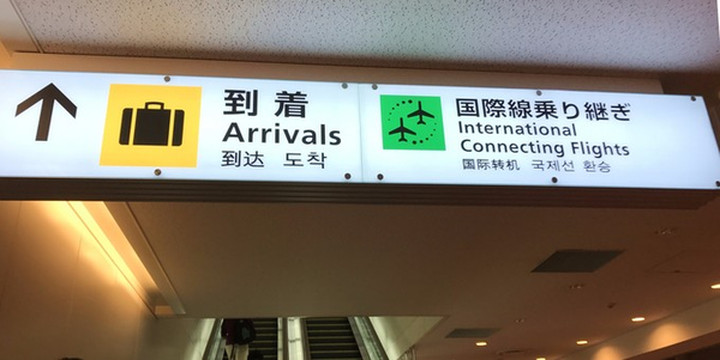 到着
Arrivals
到达 도착
国際線乗り継ぎ
International
Connecting Flights
国际转机 국제선 환승